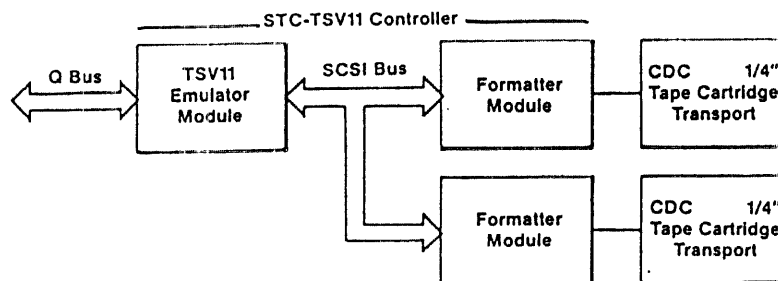 STC-TSV11 Controller
Q Bus
TSV11
Emulator
Module
SCSI Bus
Formatter
Module
CDC 1/4"
Tape Cartridge
Transport
Formatter
Module
CDC 1/4"
Tape Cartridge
Transport